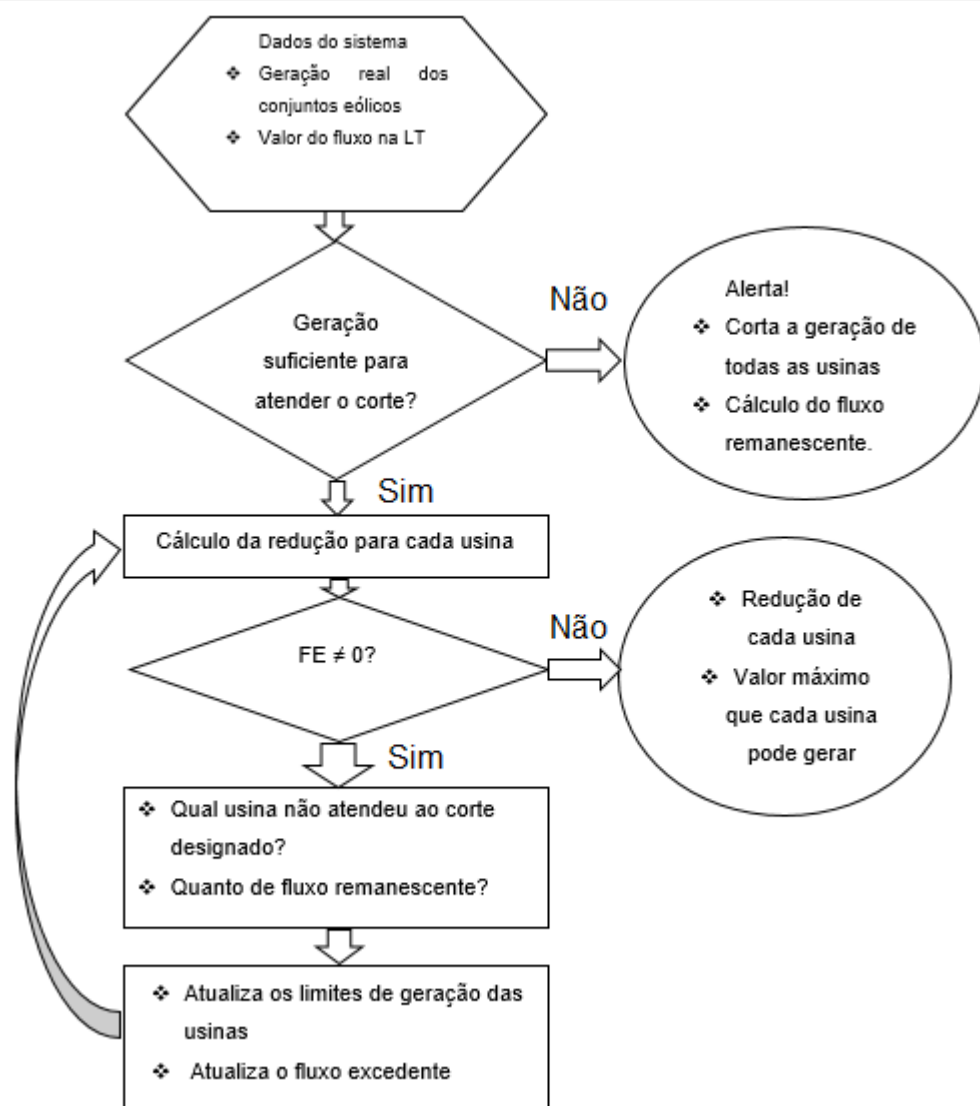 Dados do sistema
❖ Geração real dos
conjuntos eólicos
❖ Valor do fluxo na LT
Geração
suficiente para
atender o corte?
Não
Alerta!
❖ Corta a geração de
todas as usinas
❖ Cálculo do fluxo
remanescente.
Sim
Cálculo da redução para cada usina
FE ≠ 0?
Não
❖ Redução de
cada usina
❖ Valor máximo
que cada usina
pode gerar
Sim
❖ Qual usina não atendeu ao corte
designado?
❖ Quanto de fluxo remanescente?
❖ Atualiza os limites de geração das
usinas
❖ Atualiza o fluxo excedente